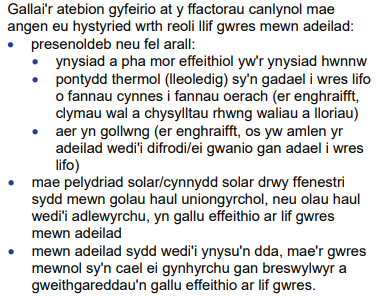 Gallai'r atebion gyfeirio at y ffactorau canlynol mae
angen eu hystyried wrth reoli llif gwres mewn adeilad:
• presenoldeb neu fel arall:
• ynysiad a pha mor effeithiol yw'r ynysiad hwnnw
• pontydd thermol (lleoledig) sy'n gadael i wres lifo
o fannau cynnes i fannau oerach (er enghraifft,
clymau wal a chysylltau rhwng waliau a lloriau)
• aer yn gollwng (er enghraifft, os yw amlen yr
adeilad wedi'i difrodi/ei gwanio gan adael i wres
lifo)
• mae pelydriad solar/cynnydd solar drwy ffenestri
sydd mewn golau haul uniongyrchol, neu olau haul
wedi'i adlewyrchu, yn gallu effeithio ar lif gwres
mewn adeilad
• mewn adeilad sydd wedi'i ynysu'n dda, mae'r gwres
mewnol sy'n cael ei gynhyrchu gan breswylwyr a
gweithgareddau'n gallu effeithio ar lif gwres.